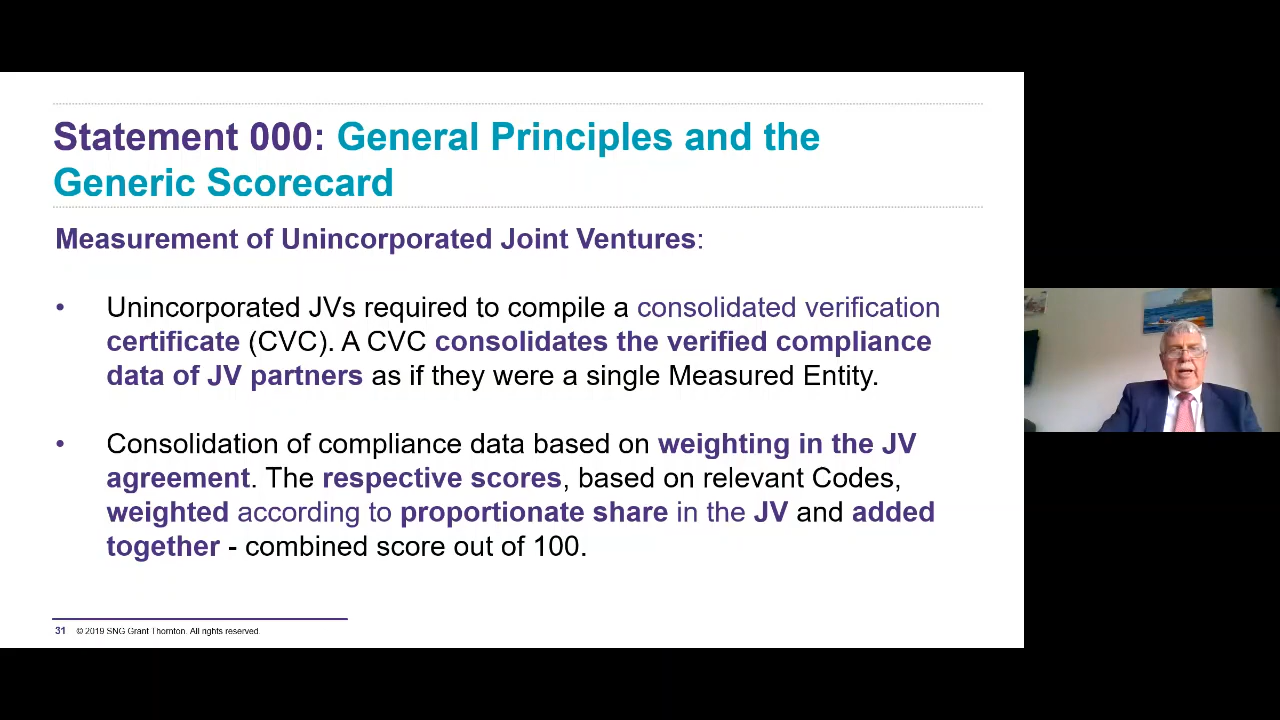 Statement 000: General Principles and the
Generic Scorecard
Measurement of Unincorporated Joint Ventures:
• Unincorporated JVs required to compile a consolidated verification
certificate (CVC). A CVC consolidates the verified compliance
data of JV partners as if they were a single Measured Entity.
• Consolidation of compliance data based on weighting in the JV
agreement. The respective scores, based on relevant Codes,
weighted according to proportionate share in the JV and added
together - combined score out of 100.
31 © 2019 SNG Grant Thornton. All rights reserved.